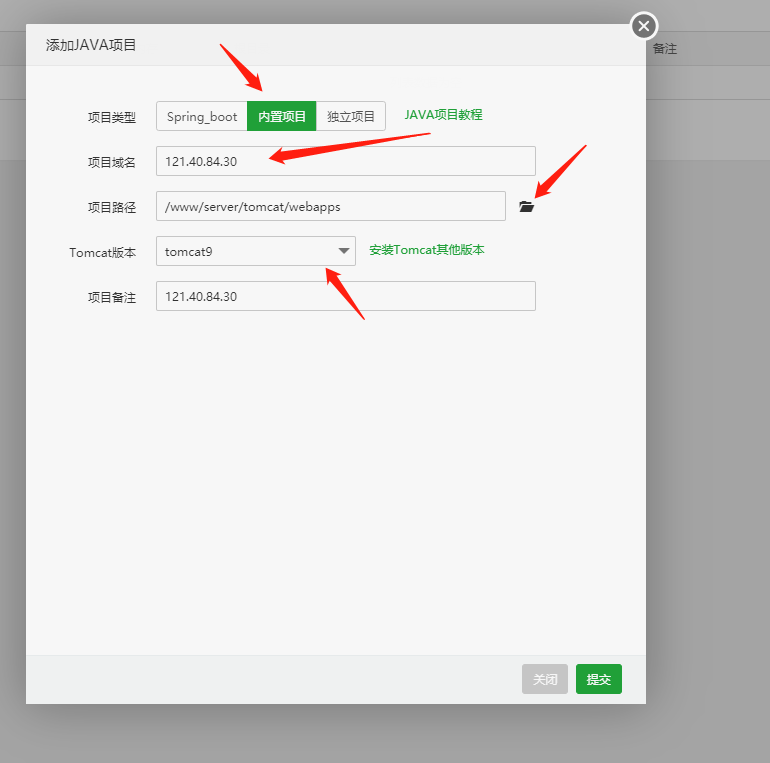 添加JAVA项目
备注
项目类型 Spring_boot 内置项目 独立项目 JAVA项目教程
项目域名 121.40.84.30
项目路径 /www/server/tomcat/webapps
Tomcat版本 tomcat9 安装Tomcat其他版本
项目备注 121.40.84.30
关闭 提交